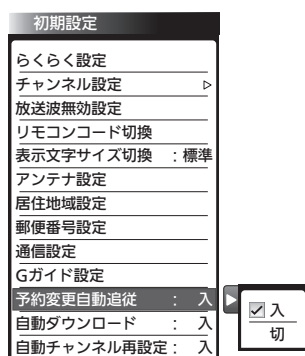 初期設定
らくらく設定
チャンネル設定
放送波無効設定
リモコンコード切換
表示文字サイズ切換 ：標準
アンテナ設定
居住地域設定
郵便番号設定
通信設定
Gガイド設定
予約変更自動追従 ： 入
自動ダウンロード ： 入
自動チャンネル再設定： 入
入
切